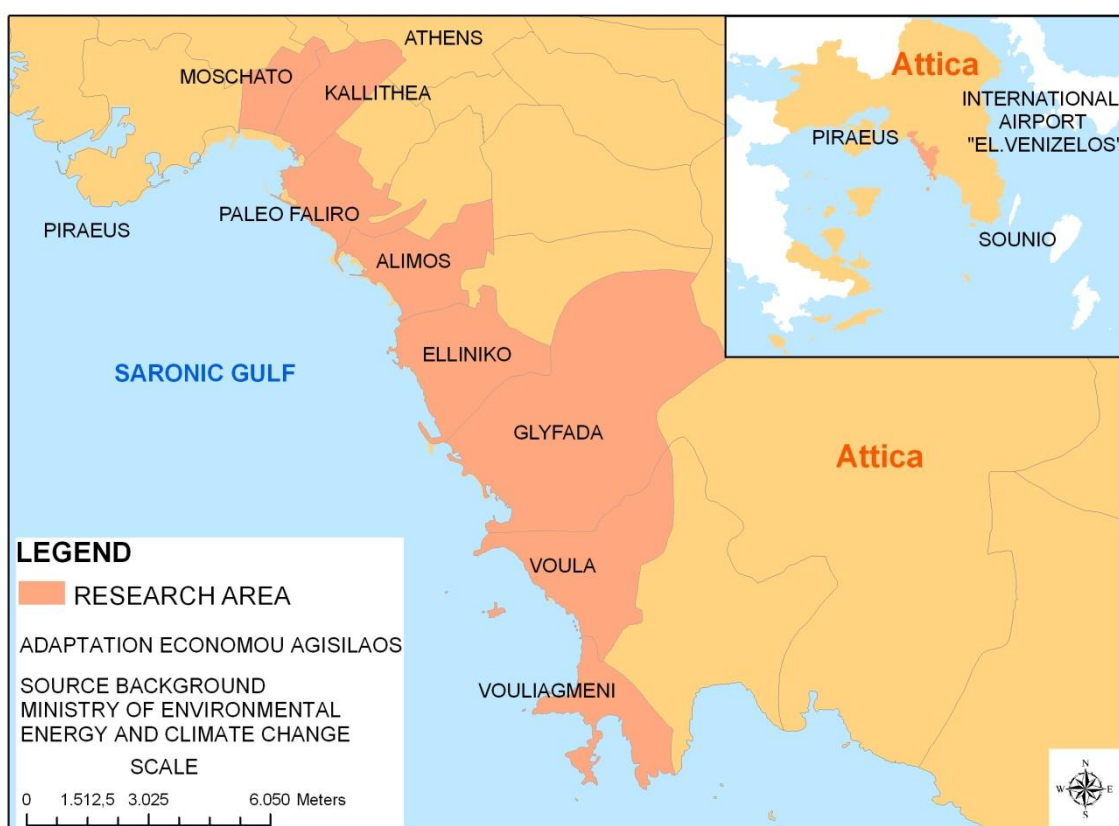 ATHENS
MOSCHATO
KALLITHEA
PIRAEUS
PALEO FALIRO
ALIMOS
ELLINIKO
SARONIC GULF
GLYFADA
Attica
VOULA
VOULIAGMENI
Attica
INTERNATIONAL
AIRPORT
"EL.VENIZELOS"
PIRAEUS
SOUNIO
LEGEND
RESEARCH AREA
ADAPTATION ECONOMOU AGISILAOS
SOURCE BACKGROUND
MINISTRY OF ENVIRONMENTAL
ENERGY AND CLIMATE CHANGE
SCALE
0 1.512,5 3.025 6.050 Meters
N
W E
S